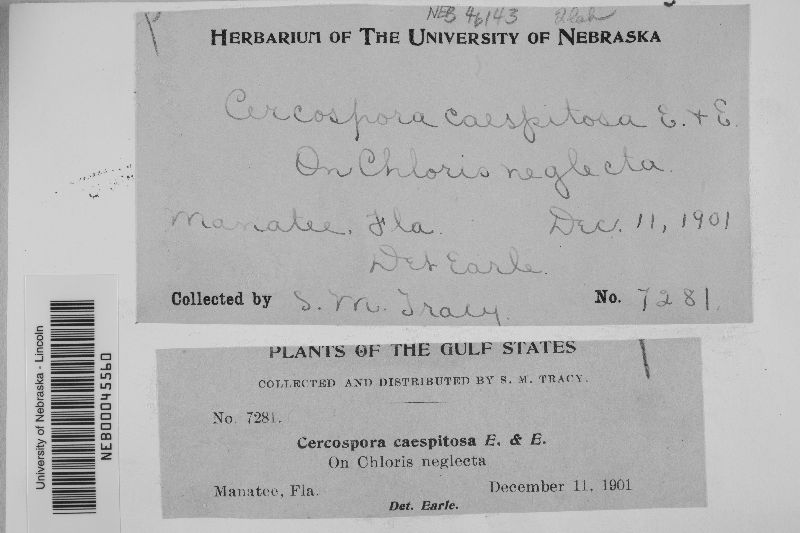 NEB 46143
HERBARIUM OF THE UNIVERSITY OF NEBRASKA
Cercospora caespitosa E. & E.
On Chloris neglecta.
Manatee, Fla. Dec. 11, 1901
Det Earle.
Collected by S. M. Tracy. No. 7281.
University of Nebraska - Lincoln
NEB00045560
PLANTS OF THE GULF STATES
COLLECTED AND DISTRIBUTED BY S. M. TRACY.
No. 7281.
Cercospora caespitosa E. & E.
On Chloris neglecta
Manatee, Fla. December 11, 1901
Det. Earle.